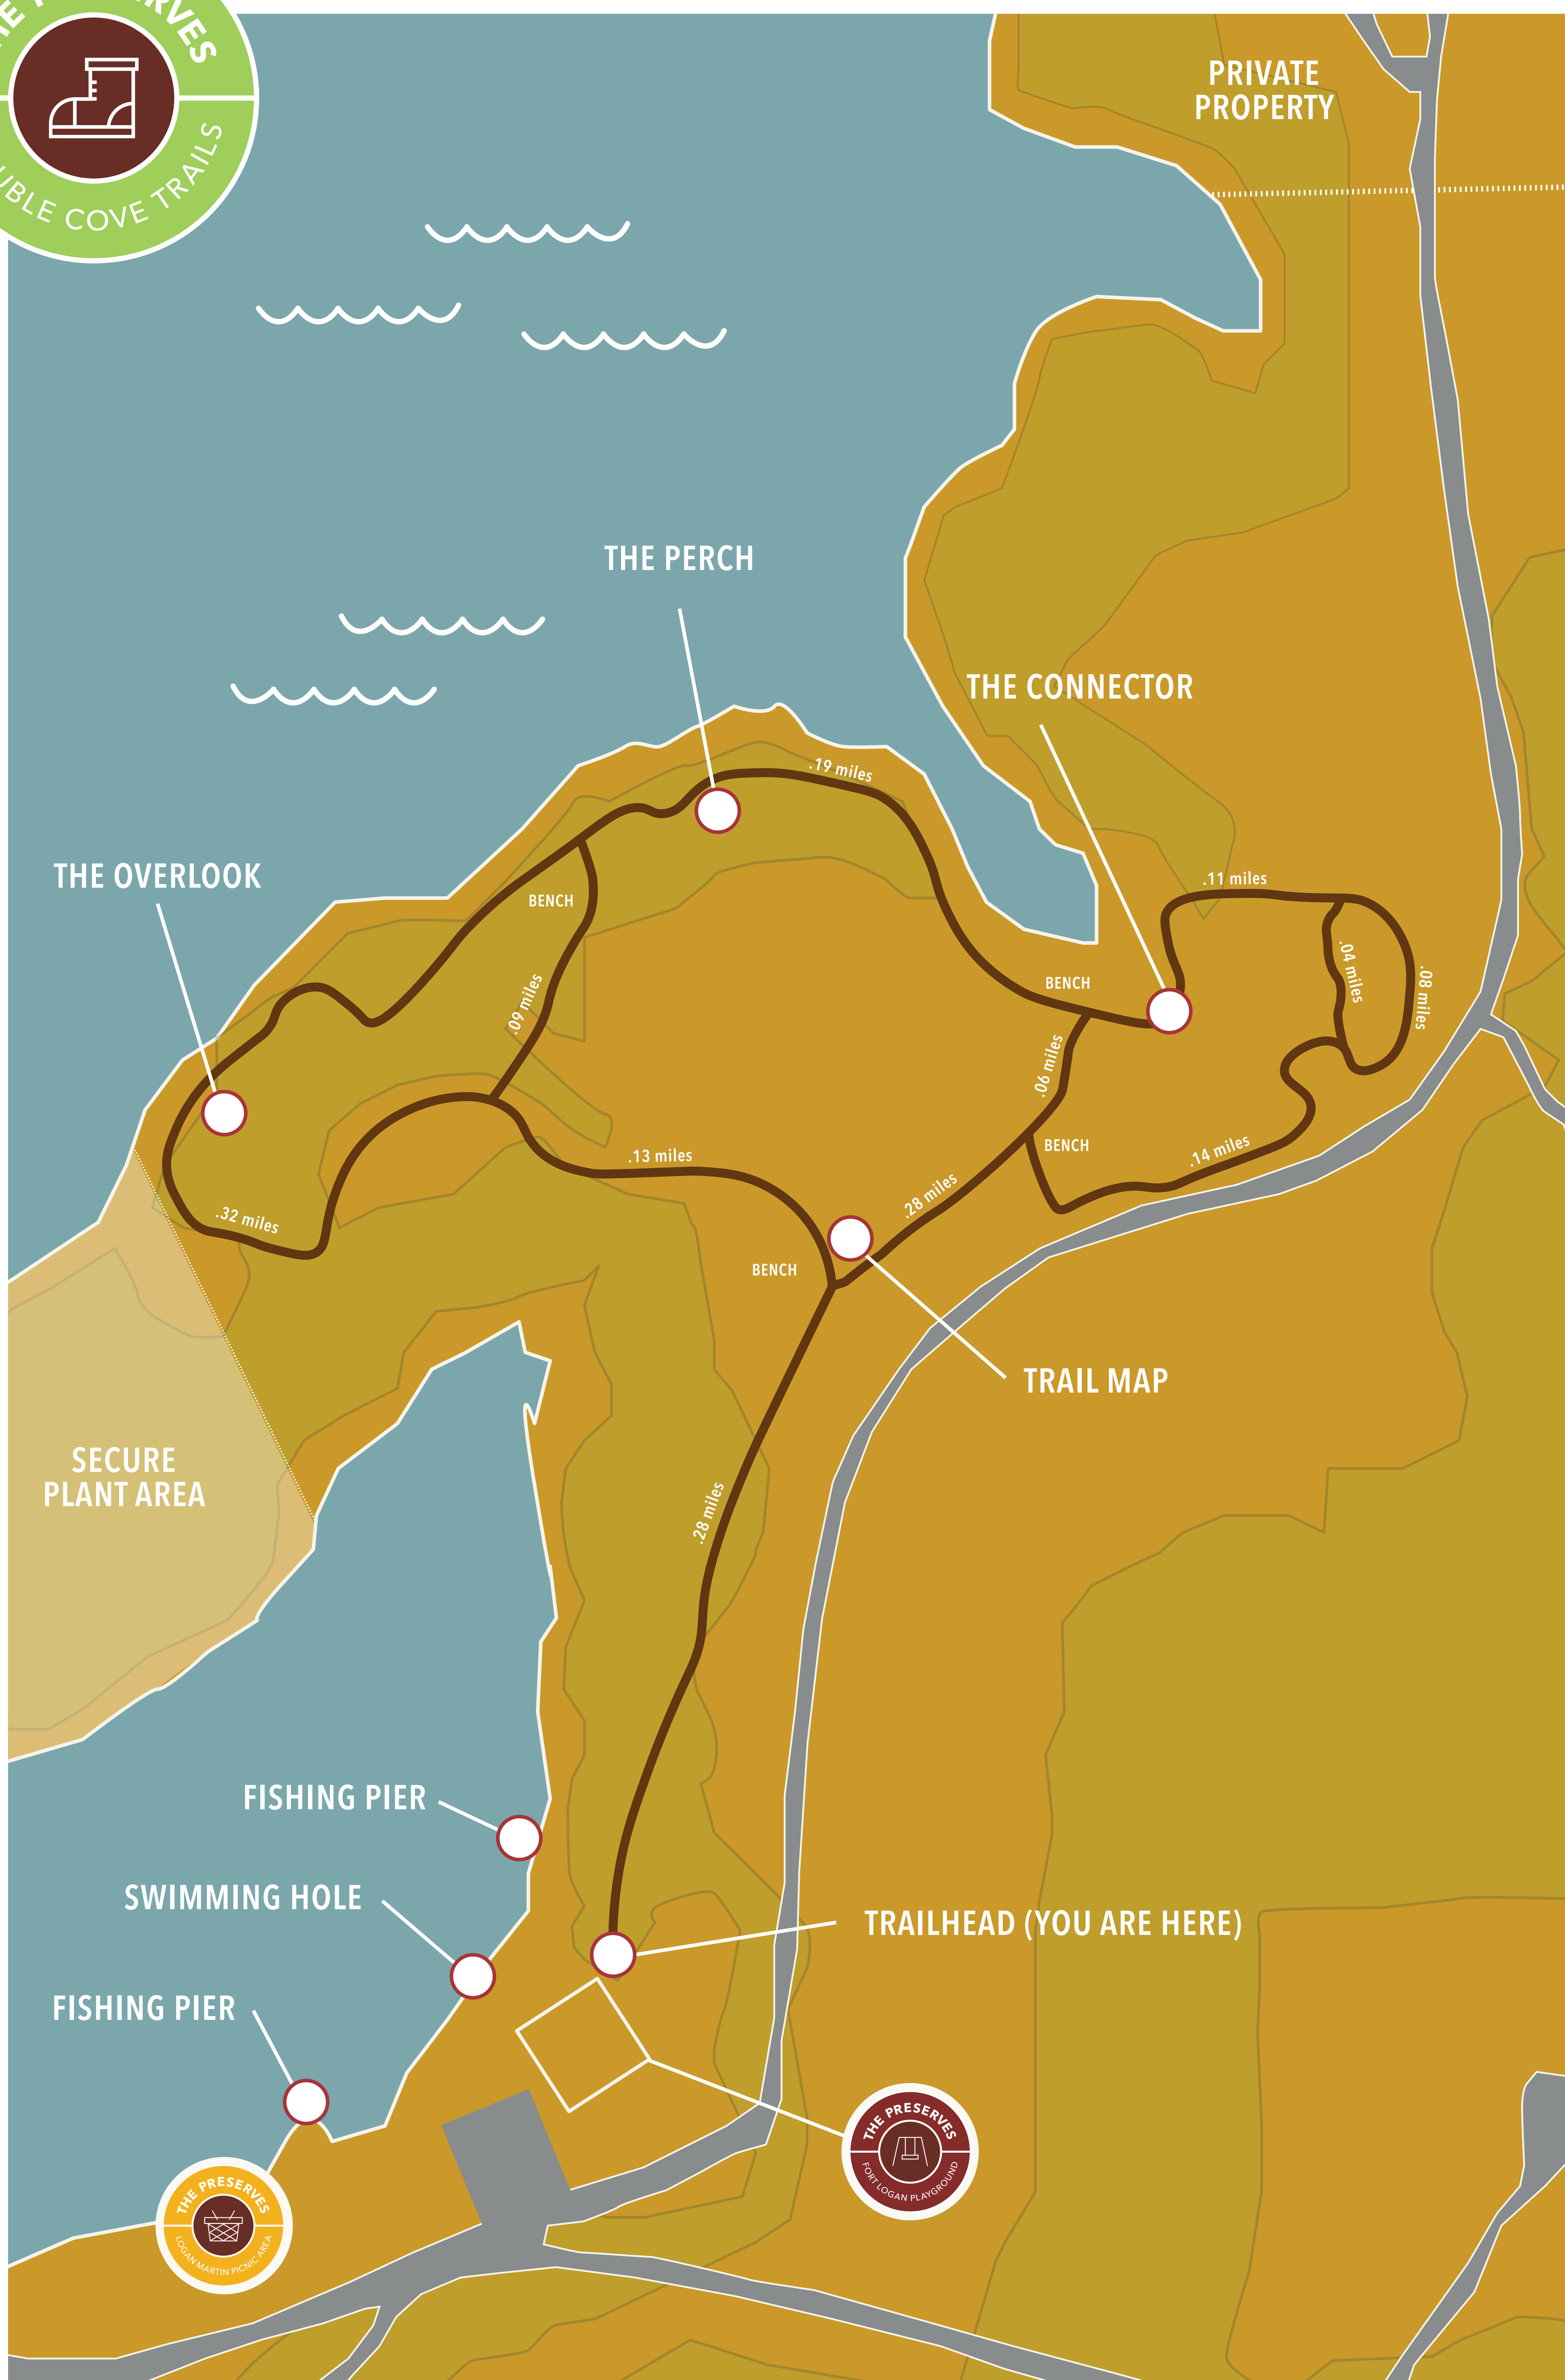 RVES
UBLE COVE TRAILS
PRIVATE
PROPERTY
THE PERCH
THE CONNECTOR
.19 miles
THE OVERLOOK
BENCH
.11 miles
.04 miles
.08 miles
.09 miles
BENCH
.06 miles
BENCH
.13 miles
.14 miles
.28 miles
.32 miles
BENCH
TRAIL MAP
SECURE
PLANT AREA
.28 miles
FISHING PIER
SWIMMING HOLE
TRAILHEAD (YOU ARE HERE)
FISHING PIER
THE PRESERVES
FORT LOGAN PLAYGROUND
THE PRESERVES
LOGAN MARTIN PICNIC AREA